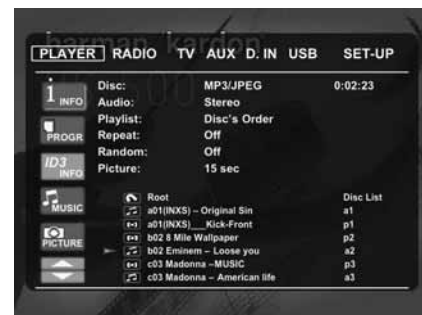 harman kardon
PLAYER RADIO TV AUX D. IN USB SET-UP
i INFO
Disc: MP3/JPEG 0:02:23
Audio: Stereo
Playlist: Disc's Order
PROGR
Repeat: Off
Random: Off
ID3 INFO
Picture: 15 sec
MUSIC
Root Disc List
a01(INXS) – Original Sin a1
a01(INXS)___Kick-Front p1
PICTURE
b02 8 Mile Wallpaper p2
b02 Eminem – Loose you a2
c03 Madonna –MUSIC p3
c03 Madonna – American life a3